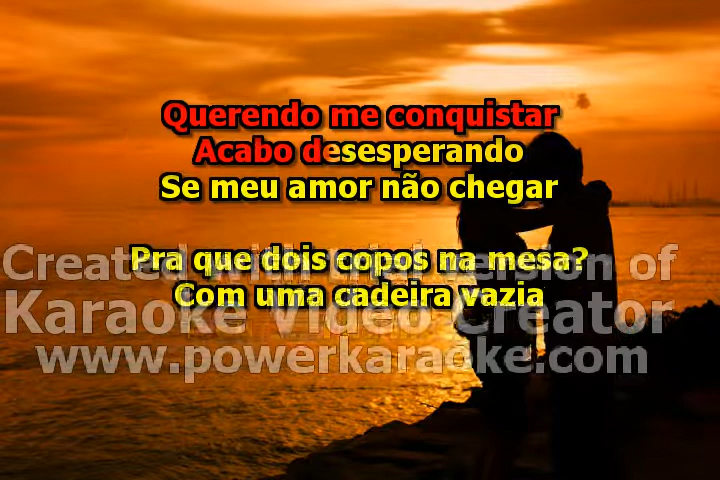 Querendo me conquistar
Acabo desesperando
Se meu amor não chegar
Pra que dois copos na mesa?
Com uma cadeira vazia
Created with trial version of
Karaoke Video Creator
www.powerkaraoke.com